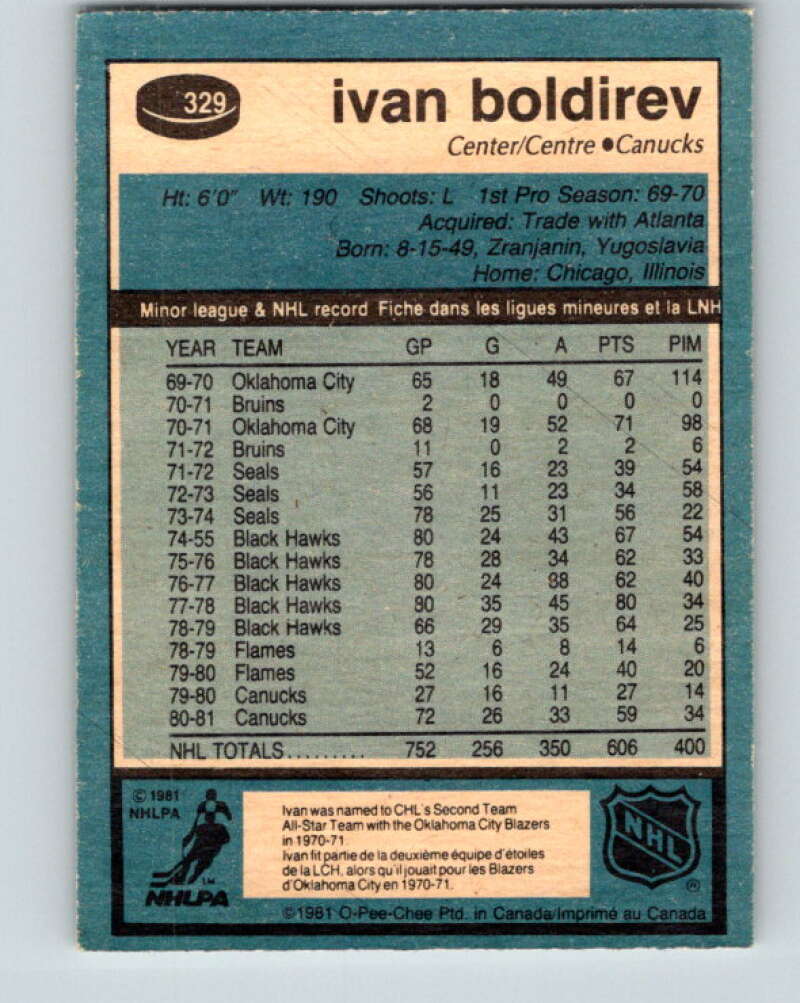 329
ivan boldirev
Center/Centre ●Canucks
Ht: 6'0" Wt: 190 Shoots: L 1st Pro Season: 69-70
Acquired: Trade with Atlanta
Born: 8-15-49, Zranjanin, Yugoslavia
Home: Chicago, Illinois
Minor league & NHL record Fiche dans les ligues mineures et la LNH
YEAR TEAM GP G A PTS PIM
69-70 Oklahoma City 65 18 49 67 114
70-71 Bruins 2 0 0 0 0
70-71 Oklahoma City 68 19 52 71 98
71-72 Bruins 11 0 2 2 6
71-72 Seals 57 16 23 39 54
72-73 Seals 56 11 23 34 58
73-74 Seals 78 25 31 56 22
74-55 Black Hawks 80 24 43 67 54
75-76 Black Hawks 78 28 34 62 33
76-77 Black Hawks 80 24 38 62 40
77-78 Black Hawks 80 35 45 80 34
78-79 Black Hawks 66 29 35 64 25
78-79 Flames 13 6 8 14 6
79-80 Flames 52 16 24 40 20
79-80 Canucks 27 16 11 27 14
80-81 Canucks 72 26 33 59 34
NHL TOTALS......... 752 256 350 606 400
© 1981
NHLPA
TM
NHLPA
Ivan was named to CHL's Second Team
All-Star Team with the Oklahoma City Blazers
in 1970-71.
Ivan fit partie de la deuxième équipe d'étoiles
de la LCH, alors qu'il jouait pour les Blazers
d'Oklahoma City en 1970-71.
NHL
®
©1981 O-Pee-Chee Ptd. in Canada/Imprimé au Canada